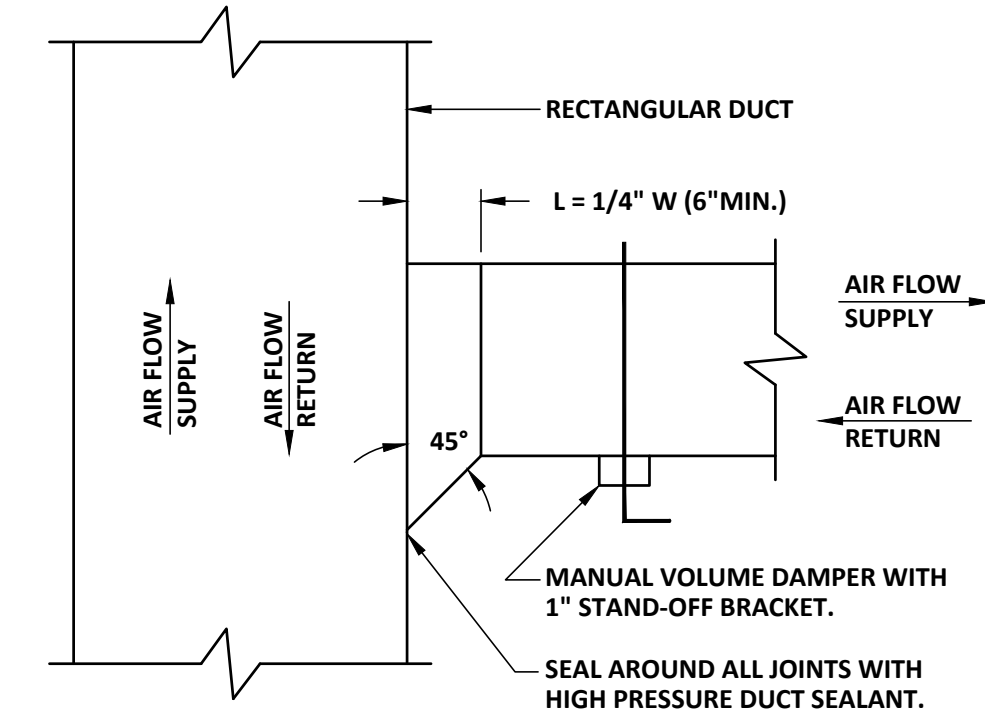 RECTANGULAR DUCT
L = 1/4" W (6"MIN.)
AIR FLOW
SUPPLY
AIR FLOW
RETURN
AIR FLOW
SUPPLY
AIR FLOW
RETURN
45°
MANUAL VOLUME DAMPER WITH
1" STAND-OFF BRACKET.
SEAL AROUND ALL JOINTS WITH
HIGH PRESSURE DUCT SEALANT.